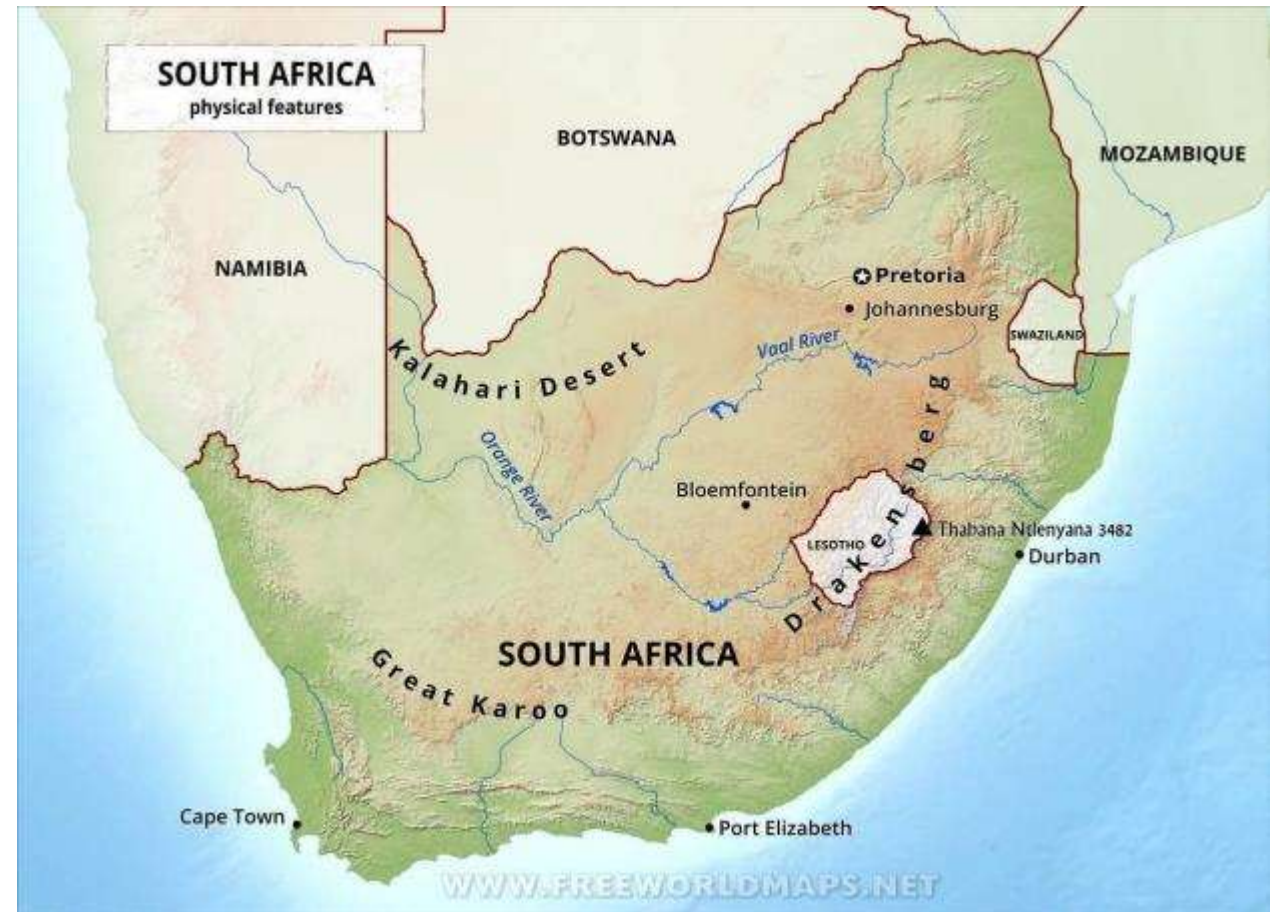 SOUTH AFRICA
physical features
BOTSWANA
MOZAMBIQUE
NAMIBIA
Pretoria
Johannesburg
SWAZILAND
Vaal River
Kalahari Desert
Orange River
Bloemfontein
LESOTHO
Drakensberg
Thabana Ntlenyana 3482
Durban
SOUTH AFRICA
Great Karoo
Cape Town
Port Elizabeth
WWW.FREEWORLDMAPS.NET